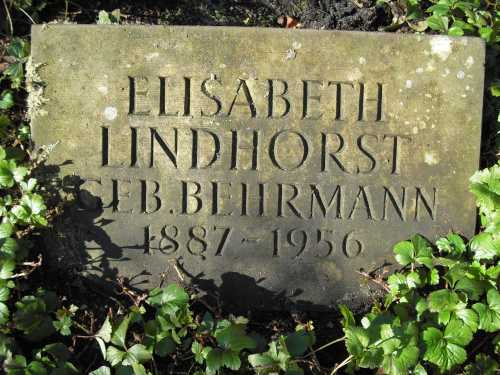 ELISABETH
LINDHORST
GEB. BEHRMANN
1887-1956